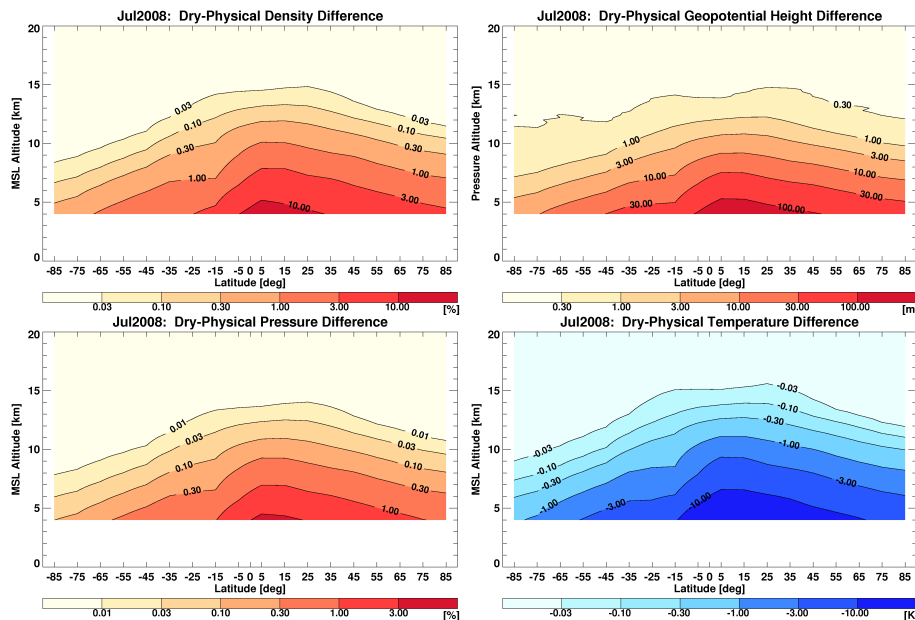 Jul2008: Dry-Physical Density Difference
MSL Altitude [km]
20
15
10
5
0
0.03
0.10
0.30
1.00
10.00
0.03
0.10
0.30
1.00
3.00
-85 -75 -65 -55 -45 -35 -25 -15 -5 0 5 15 25 35 45 55 65 75 85
Latitude [deg]
0.03 0.10 0.30 1.00 3.00 10.00
[%]
Jul2008: Dry-Physical Geopotential Height Difference
Pressure Altitude [km]
20
15
10
5
0
0.30
1.00
3.00
10.00
30.00
100.00
1.00
3.00
10.00
30.00
-85 -75 -65 -55 -45 -35 -25 -15 -5 0 5 15 25 35 45 55 65 75 85
Latitude [deg]
0.30 1.00 3.00 10.00 30.00 100.00
[m
Jul2008: Dry-Physical Pressure Difference
MSL Altitude [km]
20
15
10
5
0
0.01
0.03
0.10
0.30
0.01
0.03
0.10
0.30
1.00
-85 -75 -65 -55 -45 -35 -25 -15 -5 0 5 15 25 35 45 55 65 75 85
Latitude [deg]
0.01 0.03 0.10 0.30 1.00 3.00
[%]
Jul2008: Dry-Physical Temperature Difference
MSL Altitude [km]
20
15
10
5
0
-0.03
-0.10
-0.30
-1.00
-3.00
-10.00
-0.03
-0.10
-0.30
-1.00
-3.00
-85 -75 -65 -55 -45 -35 -25 -15 -5 0 5 15 25 35 45 55 65 75 85
Latitude [deg]
-0.03 -0.10 -0.30 -1.00 -3.00 -10.00
[K